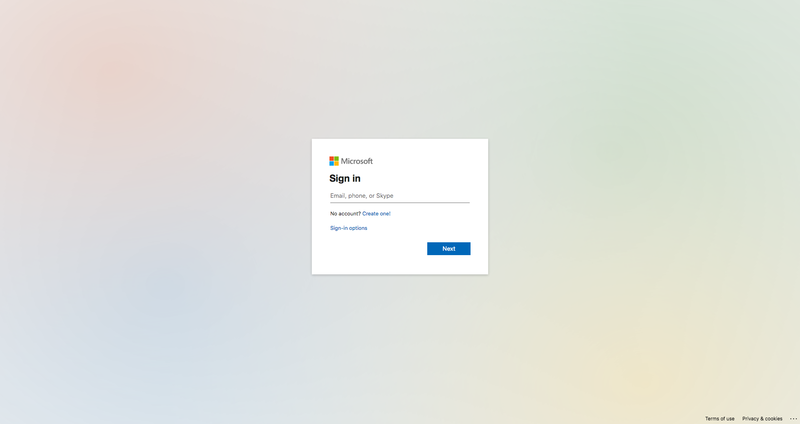 Microsoft
Sign in
Email, phone, or Skype
No account? Create one!
Sign-in options
Next
Terms of use Privacy & cookies ...